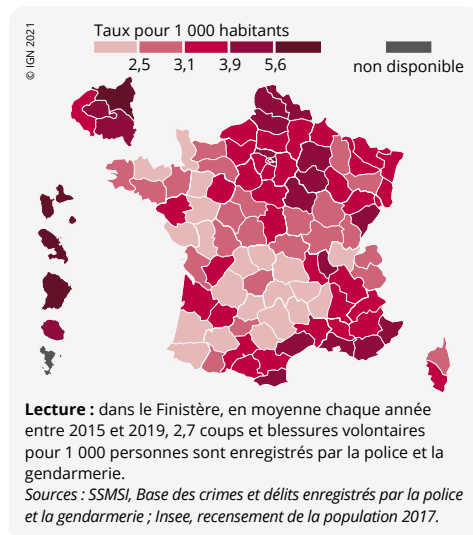 © IGN 2021
Taux pour 1 000 habitants
2,5 3,1 3,9 5,6
non disponible
Lecture : dans le Finistère, en moyenne chaque année
entre 2015 et 2019, 2,7 coups et blessures volontaires
pour 1 000 personnes sont enregistrés par la police et la
gendarmerie.
Sources : SSMSI, Base des crimes et délits enregistrés par la police
et la gendarmerie ; Insee, recensement de la population 2017.